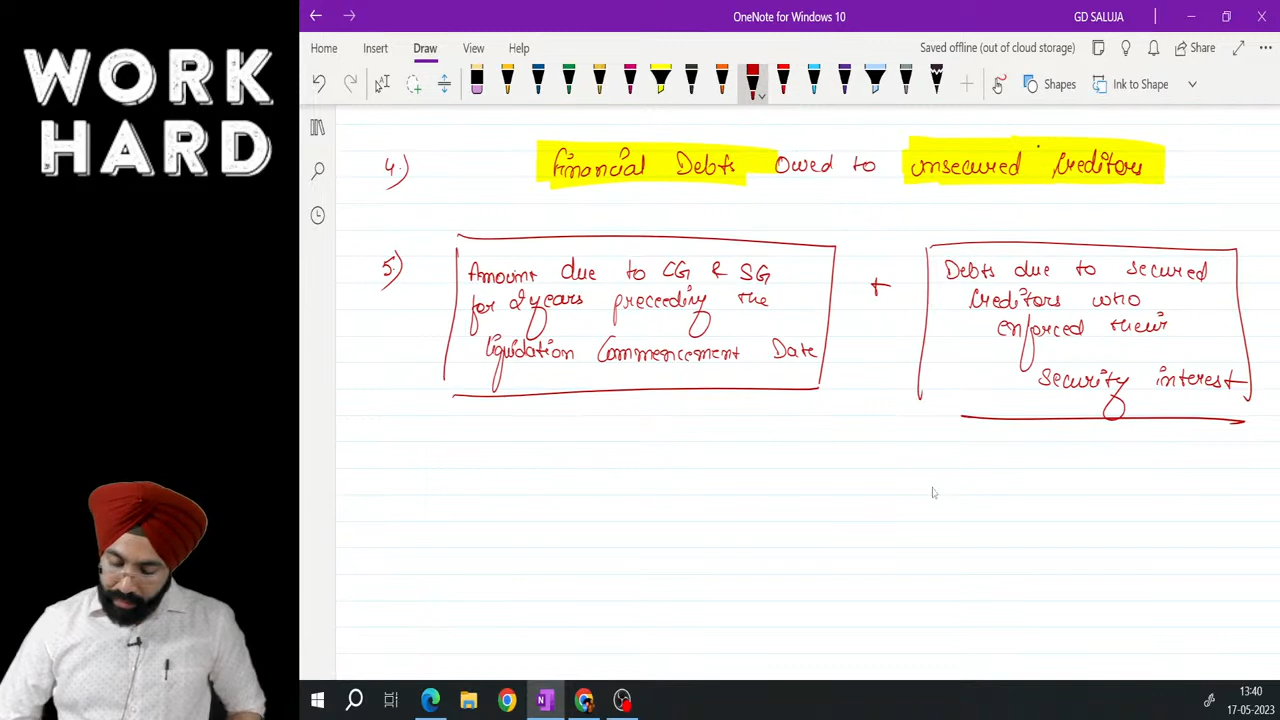 WORK
HARD
OneNote for Windows 10
GD SALUJA
Home Insert Draw View Help
Saved offline (out of cloud storage)
Share
Shapes
Ink to Shape
4.) Financial Debts owed to unsecured Creditors
5.)
Amount due to CG & SG
for 2 years preceeding the
liquidation Commencement Date
+
Debts due to secured
Creditors who
enforced their
security interest
13:40
17-05-2023